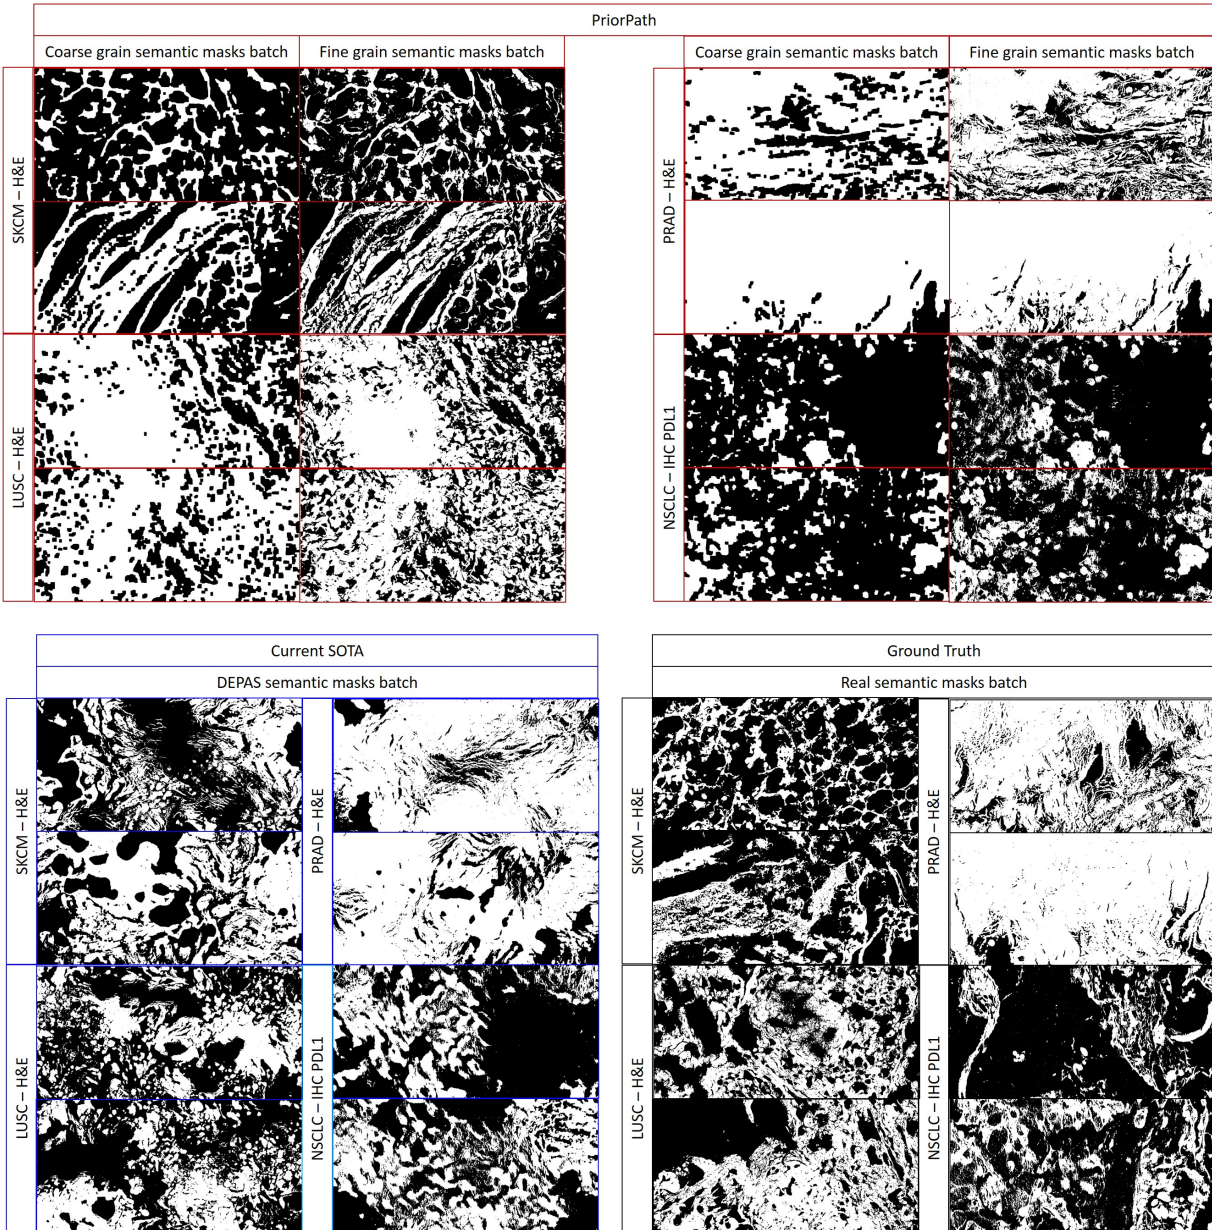 PriorPath
Coarse grain semantic masks batch
Fine grain semantic masks batch
Coarse grain semantic masks batch
Fine grain semantic masks batch
SKCM – H&E
LUSC – H&E
PRAD – H&E
NSCLC – IHC PDL1
Current SOTA
DEPAS semantic masks batch
SKCM – H&E
PRAD – H&E
LUSC – H&E
NSCLC – IHC PDL1
Ground Truth
Real semantic masks batch
SKCM – H&E
PRAD – H&E
LUSC – H&E
NSCLC – IHC PDL1